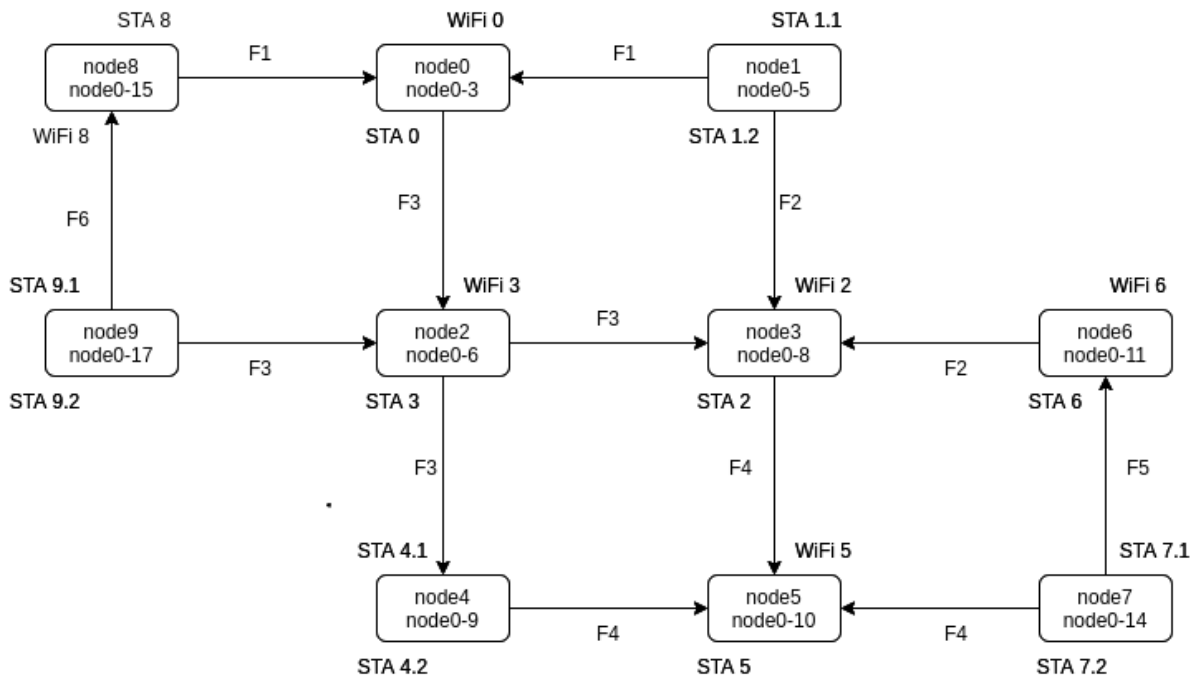 STA 8
WiFi 0
STA 1.1
node8
node0-15
F1
node0
node0-3
F1
node1
node0-5
WiFi 8
STA 0
STA 1.2
F6
F3
F2
STA 9.1
WiFi 3
WiFi 2
WiFi 6
node9
node0-17
F3
node2
node0-6
F3
node3
node0-8
F2
node6
node0-11
STA 9.2
STA 3
STA 2
STA 6
F3
F4
F5
STA 4.1
WiFi 5
STA 7.1
node4
node0-9
F4
node5
node0-10
F4
node7
node0-14
STA 4.2
STA 5
STA 7.2